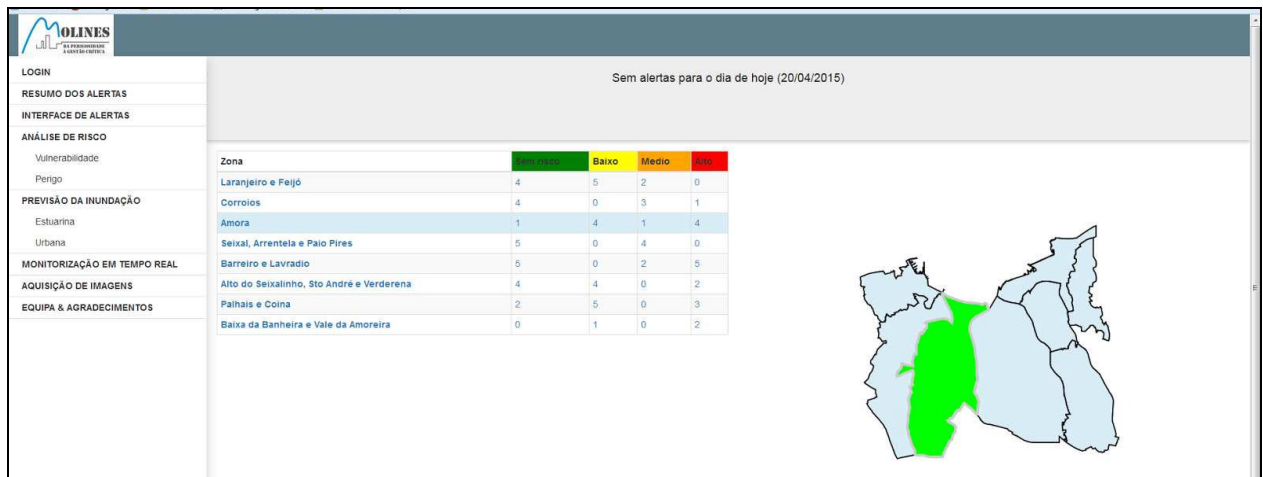 MOLINES
DA PERIGOSIDADE
À GESTÃO CRÍTICA
LOGIN
RESUMO DOS ALERTAS
INTERFACE DE ALERTAS
ANÁLISE DE RISCO
Vulnerabilidade
Perigo
PREVISÃO DA INUNDAÇÃO
Estuarina
Urbana
MONITORIZAÇÃO EM TEMPO REAL
AQUISIÇÃO DE IMAGENS
EQUIPA & AGRADECIMENTOS
Sem alertas para o dia de hoje (20/04/2015)
Zona Sem risco Baixo Medio Alto
Laranjeiro e Feijó 4 5 2 0
Corroios 4 0 3 1
Amora 1 4 1 4
Seixal, Arrentela e Paio Pires 5 0 4 0
Barreiro e Lavradio 5 0 2 5
Alto do Seixalinho, Sto André e Verderena 4 4 0 2
Palhais e Coina 2 5 0 3
Baixa da Banheira e Vale da Amoreira 0 1 0 2